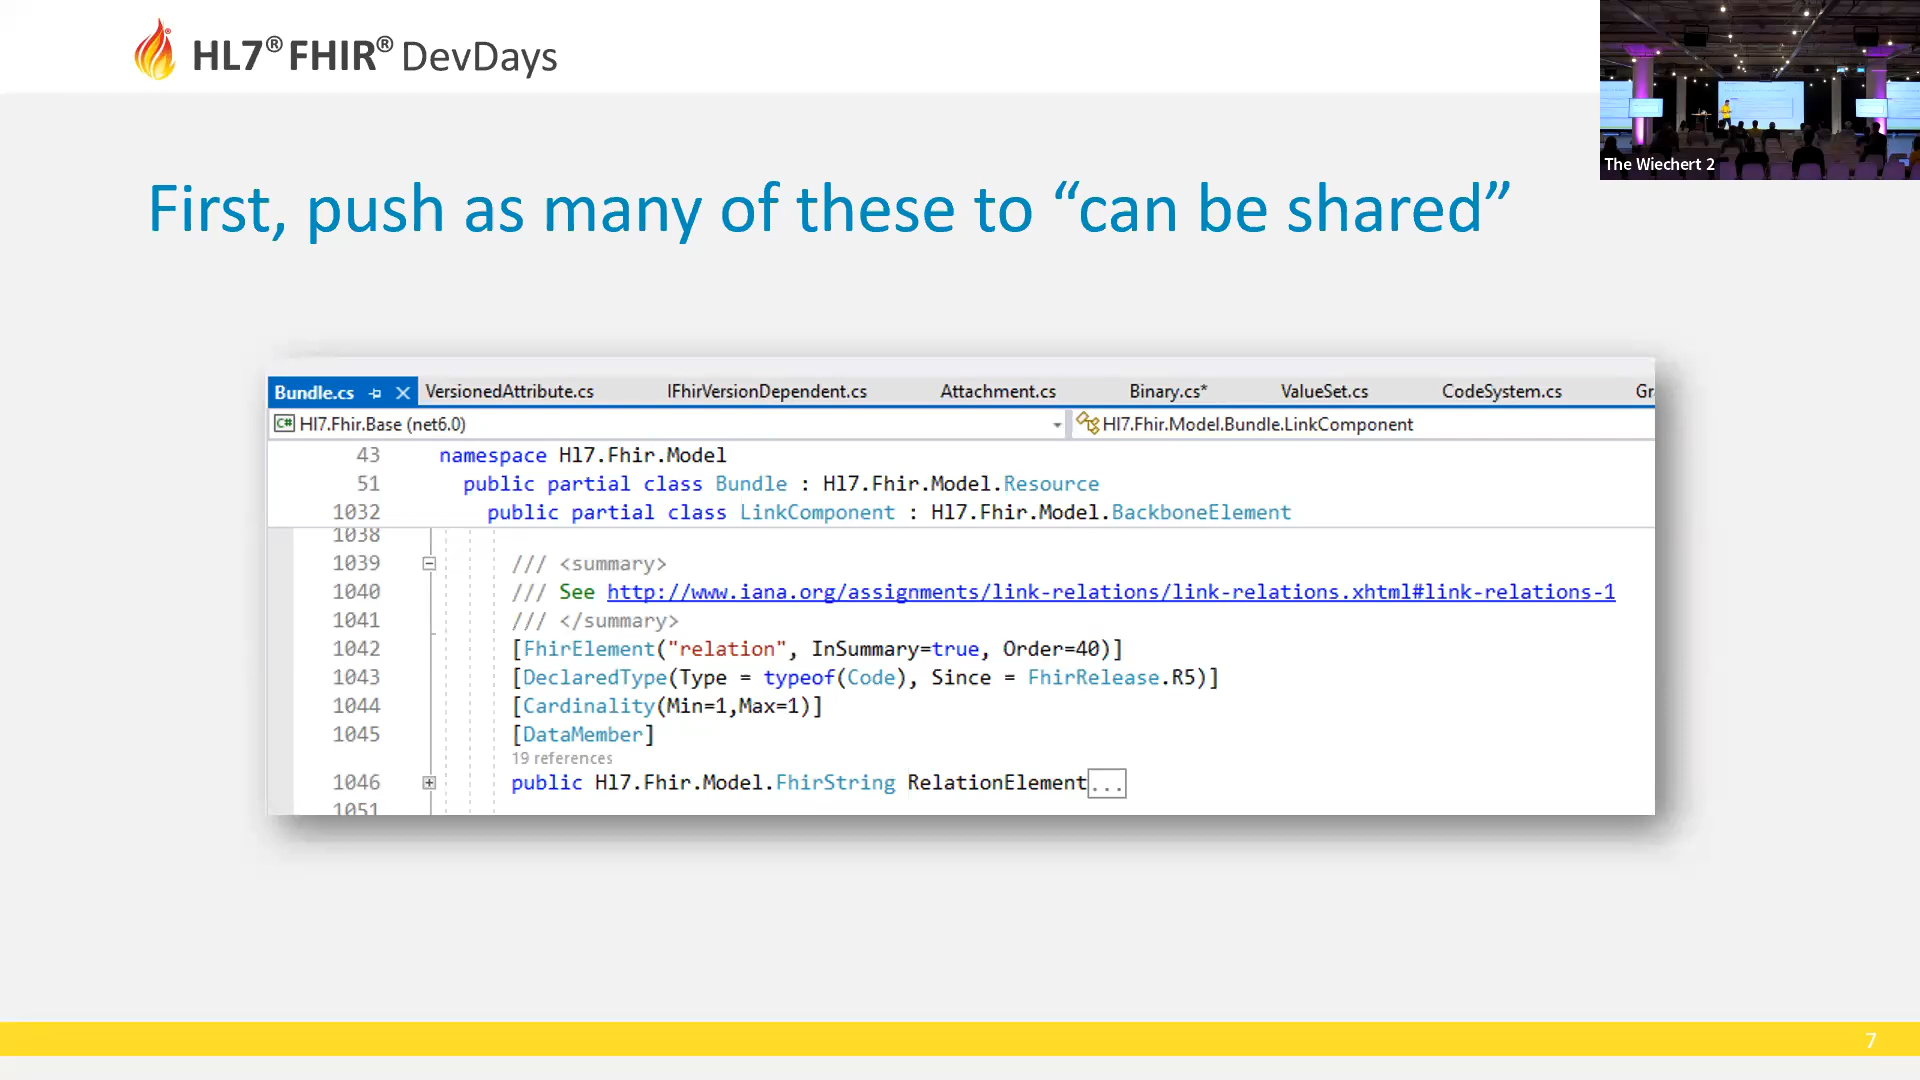 HL7® FHIR® DevDays
The Wiechert 2
First, push as many of these to “can be shared”
Bundle.cs VersionedAttribute.cs IFhirVersionDependent.cs Attachment.cs Binary.cs* ValueSet.cs CodeSystem.cs Gr
C# Hl7.Fhir.Base (net6.0) Hl7.Fhir.Model.Bundle.LinkComponent
43 namespace Hl7.Fhir.Model
51 public partial class Bundle : Hl7.Fhir.Model.Resource
1032 public partial class LinkComponent : Hl7.Fhir.Model.BackboneElement
1038
1039 /// <summary>
1040 /// See http://www.iana.org/assignments/link-relations/link-relations.xhtml#link-relations-1
1041 /// </summary>
1042 [FhirElement("relation", InSummary=true, Order=40)]
1043 [DeclaredType(Type = typeof(Code), Since = FhirRelease.R5)]
1044 [Cardinality(Min=1,Max=1)]
1045 [DataMember]
19 references
1046 public Hl7.Fhir.Model.FhirString RelationElement...
1051
7